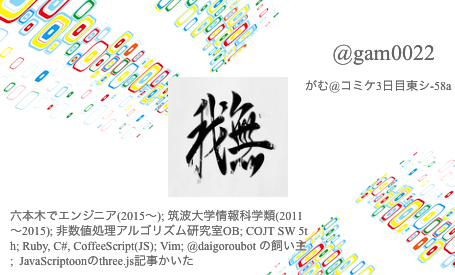 @gam0022
がむ@コミケ3日目東シ-58a
我無
六本木でエンジニア(2015〜); 筑波大学情報科学類(2011
〜2015); 非数値処理アルゴリズム研究室OB; COJT SW 5t
h; Ruby, C#, CoffeeScript(JS); Vim; @daigoroubot の飼い主
; JavaScriptoonのthree.js記事かいた